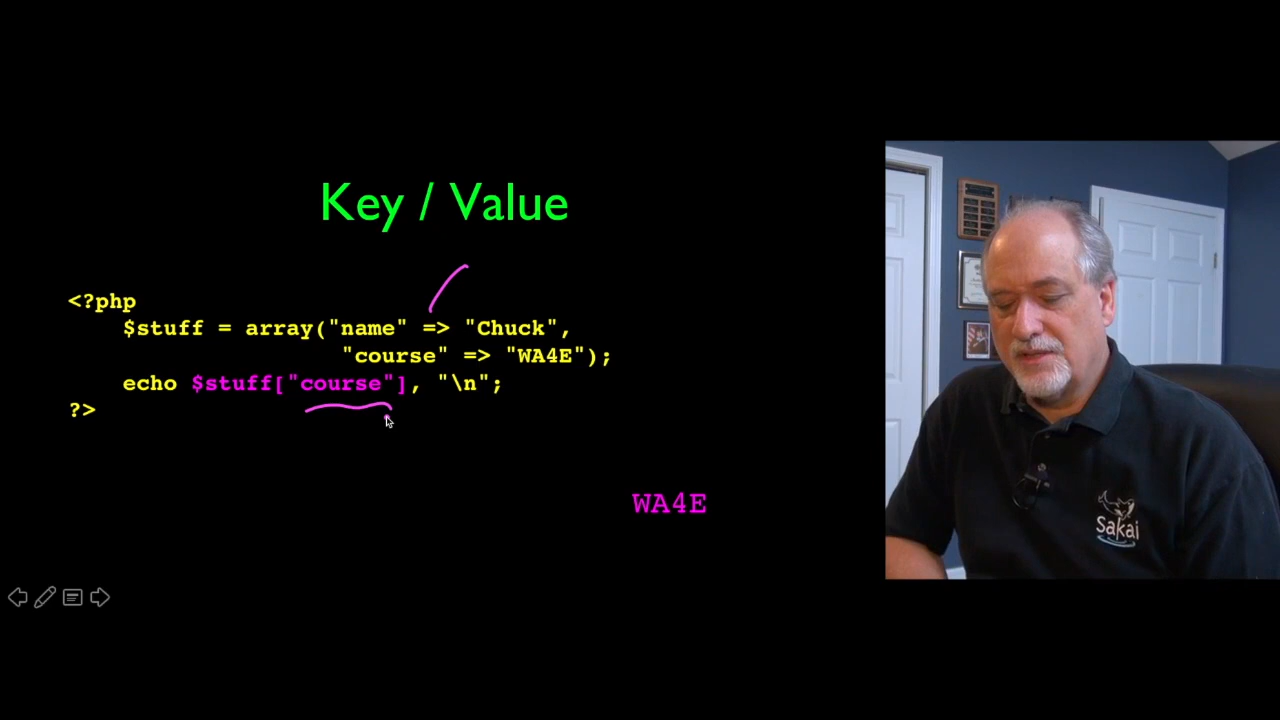 Key / Value
<?php
$stuff = array("name" => "Chuck",
"course" => "WA4E");
echo $stuff["course"], "\n";
?>
WA4E
Sakai